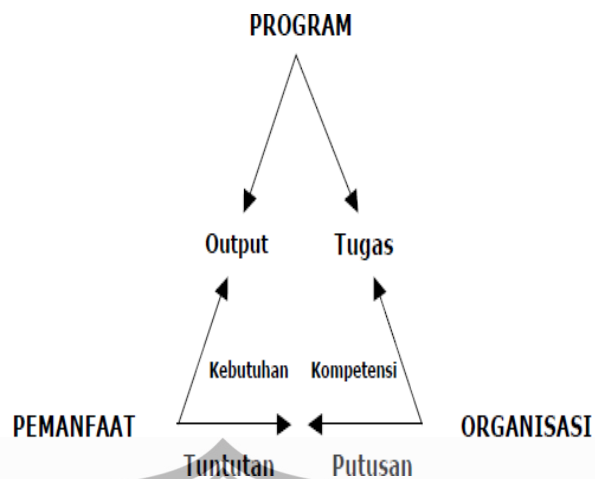 PROGRAM
Output Tugas
Kebutuhan Kompetensi
PEMANFAAT ORGANISASI
Tuntutan Putusan